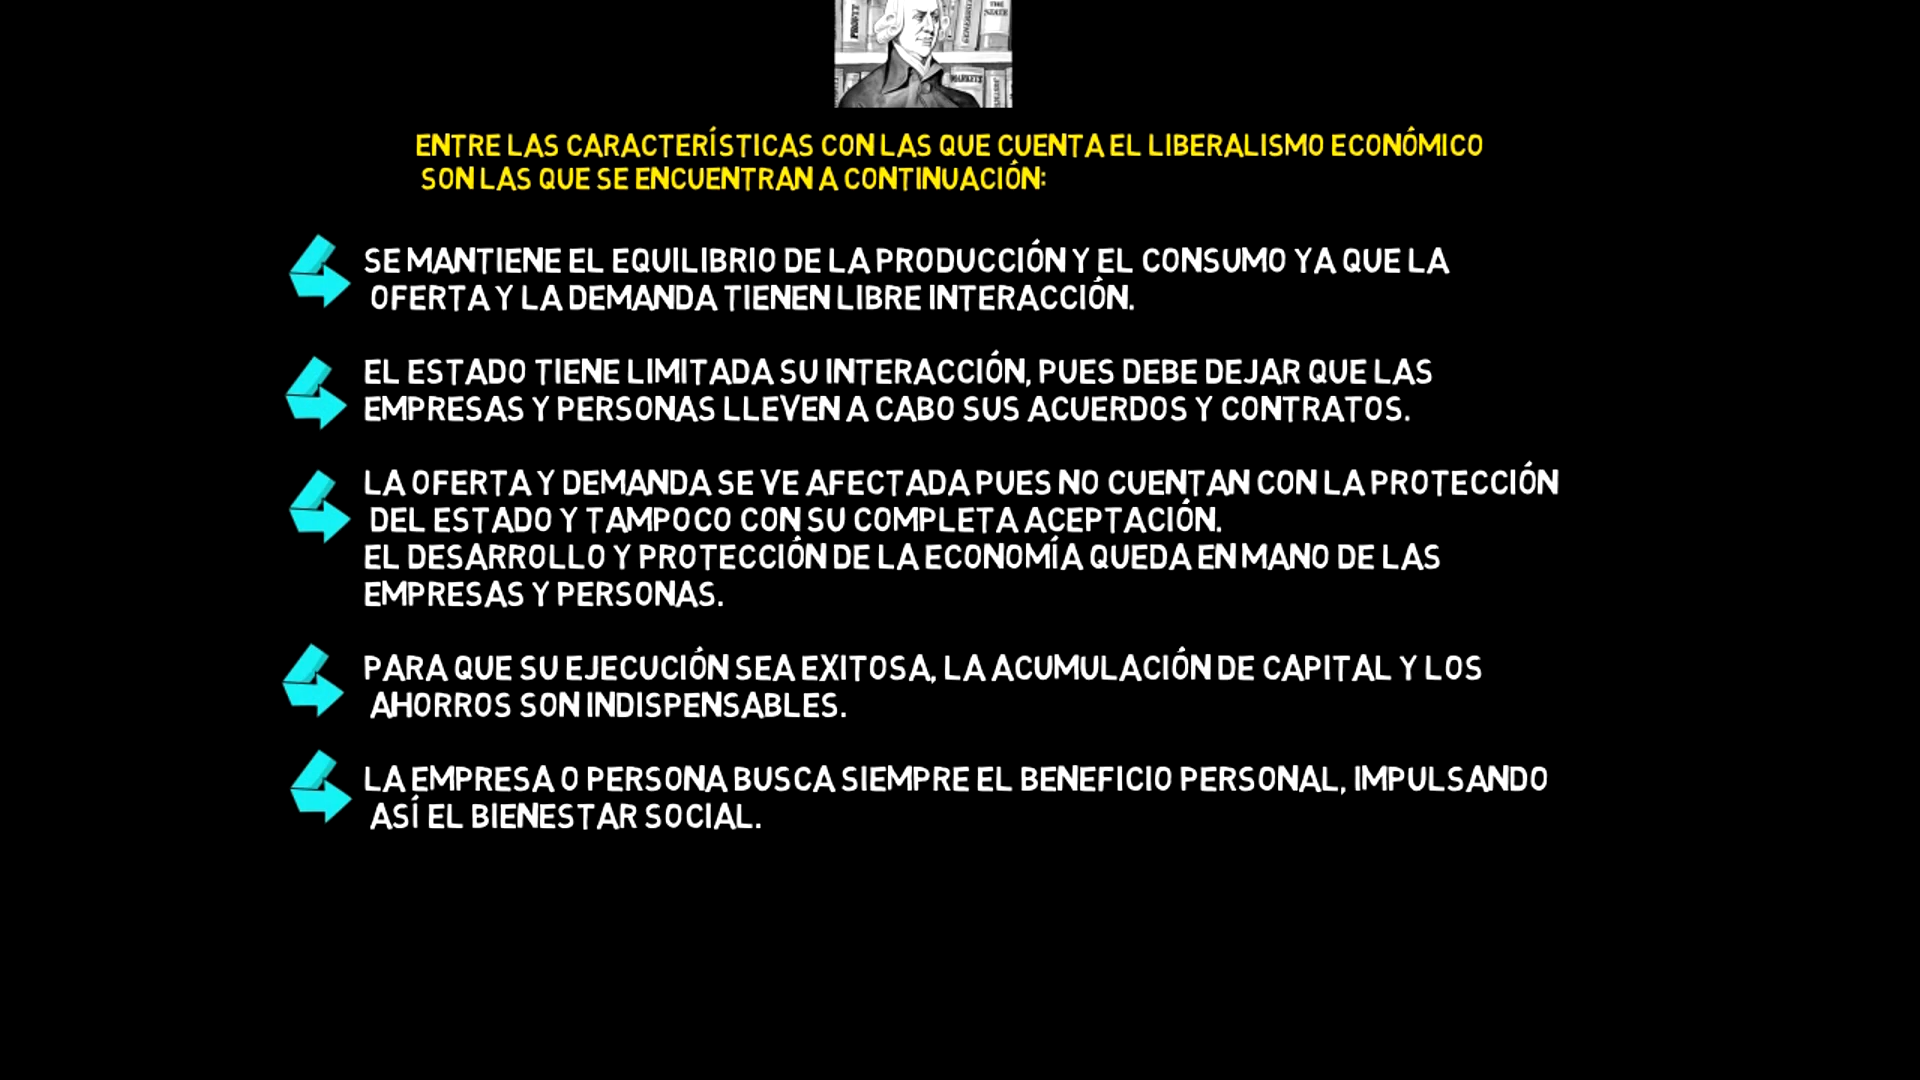 PROFIT
THE STATE
MARKETS
ENTRE LAS CARACTERÍSTICAS CON LAS QUE CUENTA EL LIBERALISMO ECONÓMICO
SON LAS QUE SE ENCUENTRAN A CONTINUACIÓN:
SE MANTIENE EL EQUILIBRIO DE LA PRODUCCIÓN Y EL CONSUMO YA QUE LA
OFERTA Y LA DEMANDA TIENEN LIBRE INTERACCIÓN.
EL ESTADO TIENE LIMITADA SU INTERACCIÓN, PUES DEBE DEJAR QUE LAS
EMPRESAS Y PERSONAS LLEVEN A CABO SUS ACUERDOS Y CONTRATOS.
LA OFERTA Y DEMANDA SE VE AFECTADA PUES NO CUENTAN CON LA PROTECCIÓN
DEL ESTADO Y TAMPOCO CON SU COMPLETA ACEPTACIÓN.
EL DESARROLLO Y PROTECCIÓN DE LA ECONOMÍA QUEDA EN MANO DE LAS
EMPRESAS Y PERSONAS.
PARA QUE SU EJECUCIÓN SEA EXITOSA, LA ACUMULACIÓN DE CAPITAL Y LOS
AHORROS SON INDISPENSABLES.
LA EMPRESA O PERSONA BUSCA SIEMPRE EL BENEFICIO PERSONAL, IMPULSANDO
ASÍ EL BIENESTAR SOCIAL.